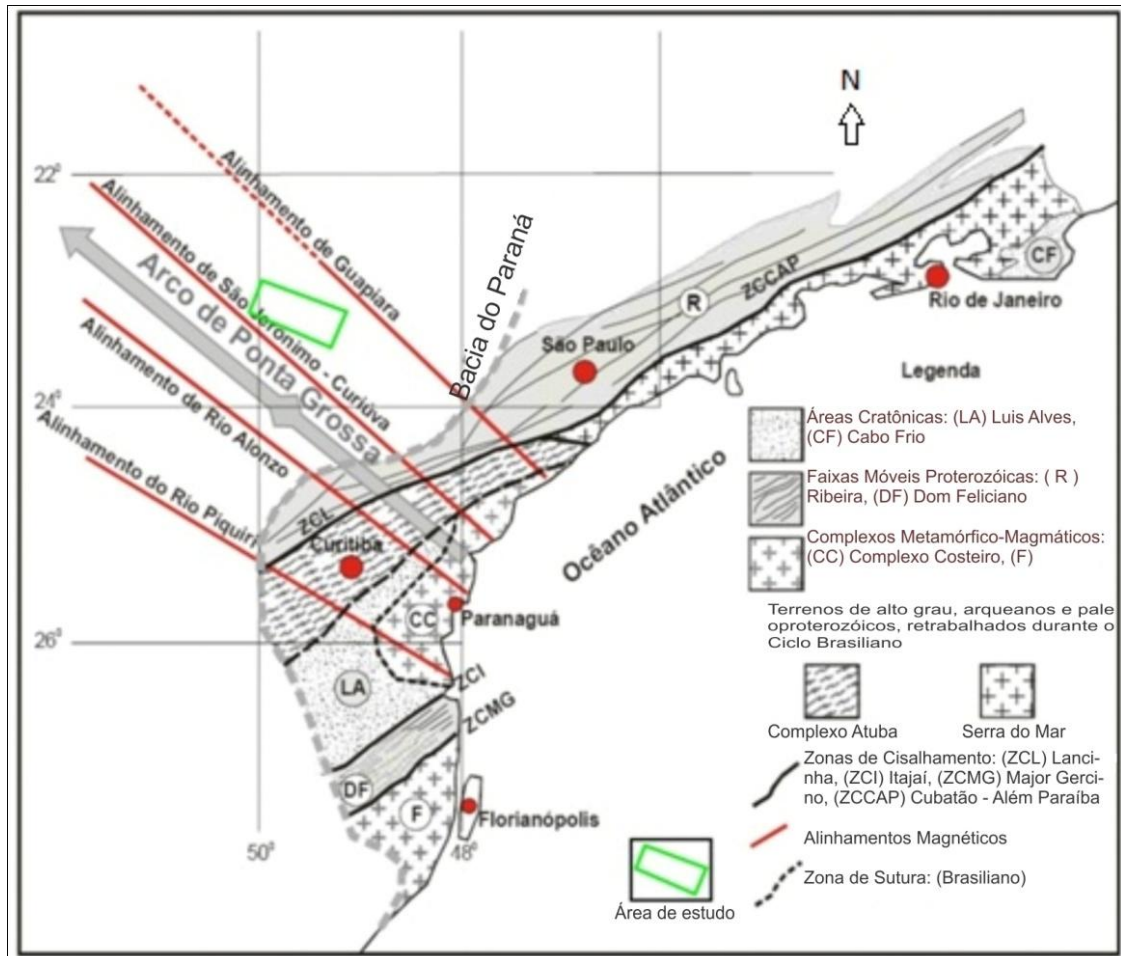 N
22°
24°
26°
50°
48°
Alinhamento de Guapiara
Alinhamento de São Jerônimo - Curiúva
Arco de Ponta Grossa
Alinhamento de Rio Alonzo
Alinhamento do Rio Piquiri
Bacia do Paraná
ZCCAP
R
CF
São Paulo
Rio de Janeiro
ZCL
Curitiba
CC
Paranaguá
LA
ZCI
ZCMG
DF
F
Florianópolis
Ocêano Atlântico
Legenda
Áreas Cratônicas: (LA) Luis Alves,
(CF) Cabo Frio
Faixas Móveis Proterozóicas: ( R )
Ribeira, (DF) Dom Feliciano
Complexos Metamórfico-Magmáticos:
(CC) Complexo Costeiro, (F)
Terrenos de alto grau, arqueanos e pale
oproterozóicos, retrabalhados durante o
Ciclo Brasiliano
Complexo Atuba
Serra do Mar
Zonas de Cisalhamento: (ZCL) Lanci-
nha, (ZCI) Itajaí, (ZCMG) Major Gerci-
no, (ZCCAP) Cubatão - Além Paraíba
Alinhamentos Magnéticos
Zona de Sutura: (Brasiliano)
Área de estudo